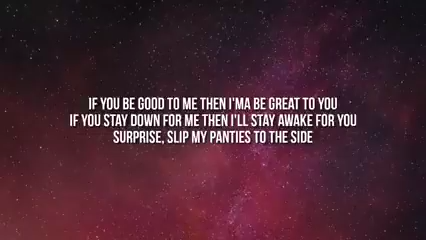 IF YOU BE GOOD TO ME THEN I'MA BE GREAT TO YOU
IF YOU STAY DOWN FOR ME THEN I'LL STAY AWAKE FOR YOU
SURPRISE, SLIP MY PANTIES TO THE SIDE